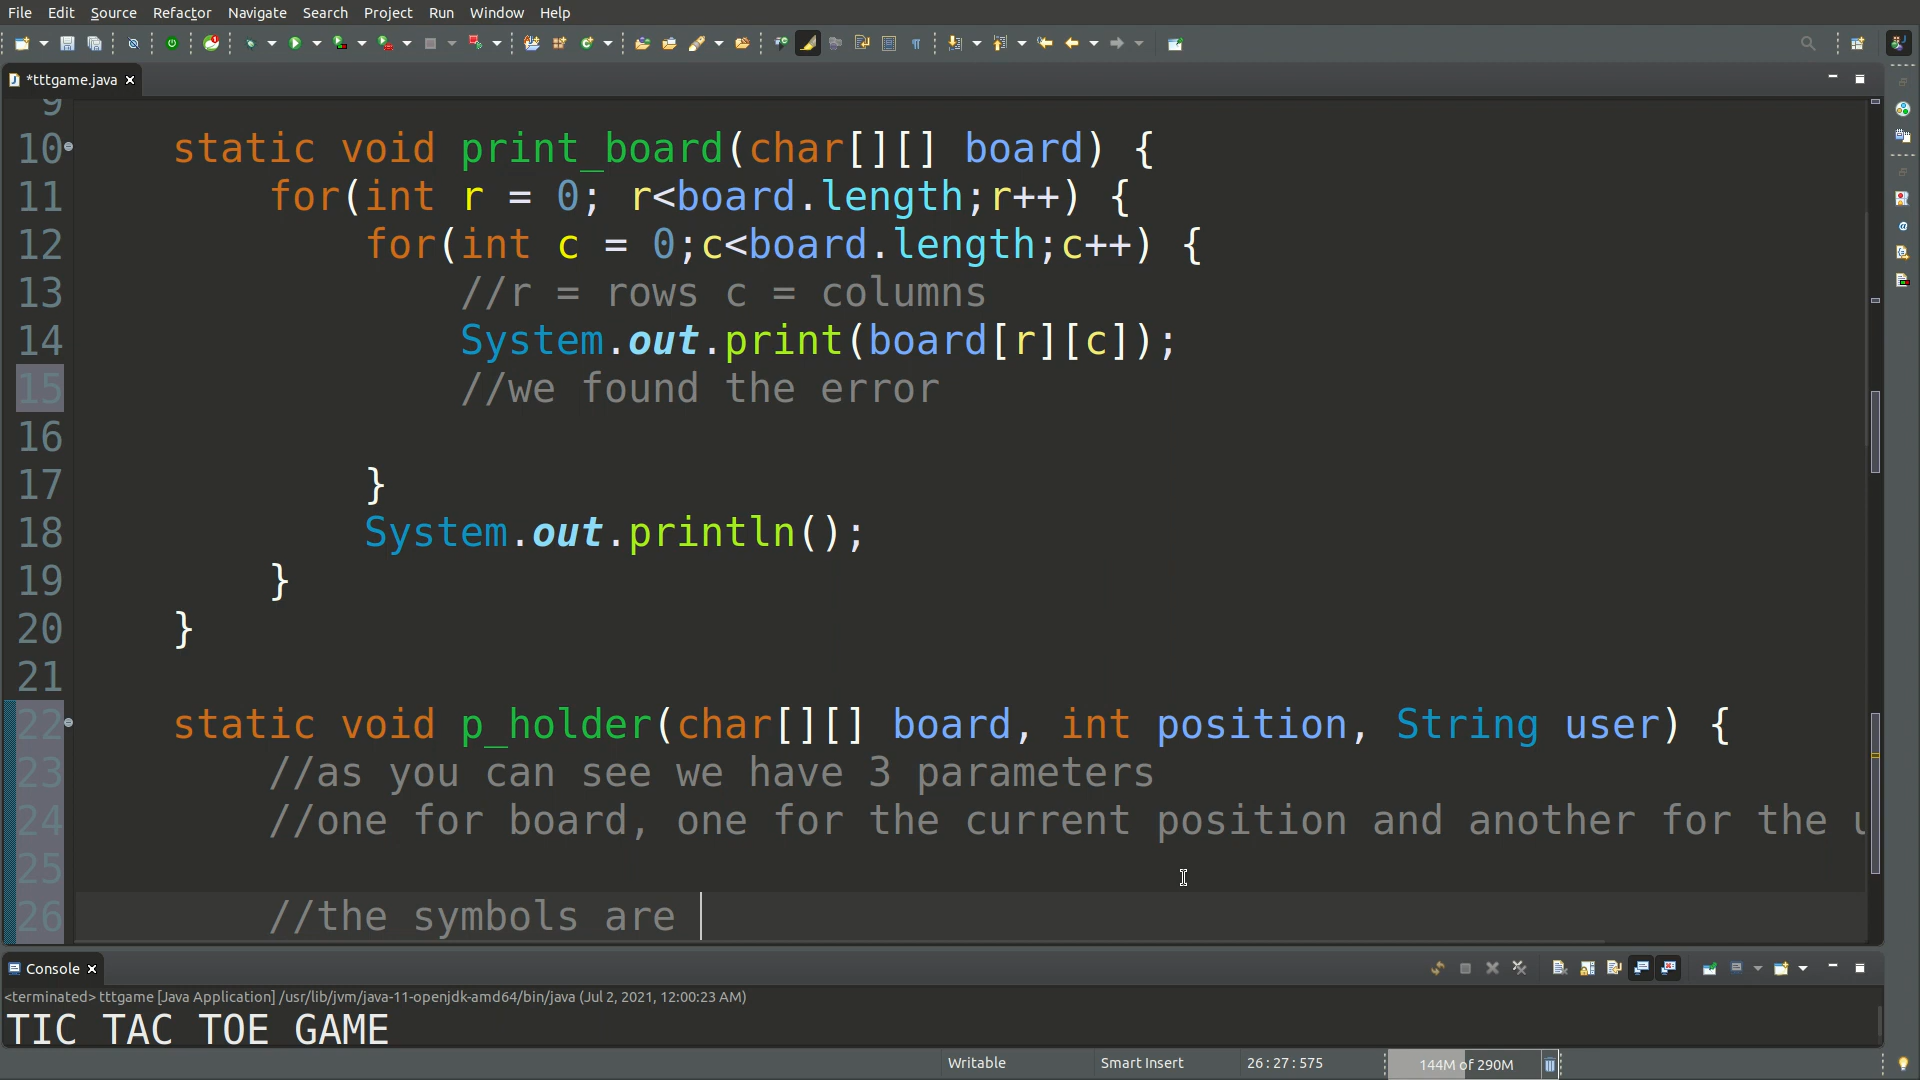 File Edit Source Refactor Navigate Search Project Run Window Help
*tttgame.java
9
10 static void print_board(char[][] board) {
11 for(int r = 0; r<board.length;r++) {
12 for(int c = 0;c<board.length;c++) {
13 //r = rows c = columns
14 System.out.print(board[r][c]);
15 //we found the error
16
17 }
18 System.out.println();
19 }
20 }
21
22 static void p_holder(char[][] board, int position, String user) {
23 //as you can see we have 3 parameters
24 //one for board, one for the current position and another for the
25
26 //the symbols are
Console
<terminated> tttgame [Java Application] /usr/lib/jvm/java-11-openjdk-amd64/bin/java (Jul 2, 2021, 12:00:23 AM)
TIC TAC TOE GAME
Writable Smart Insert 26:27:575 144M of 290M